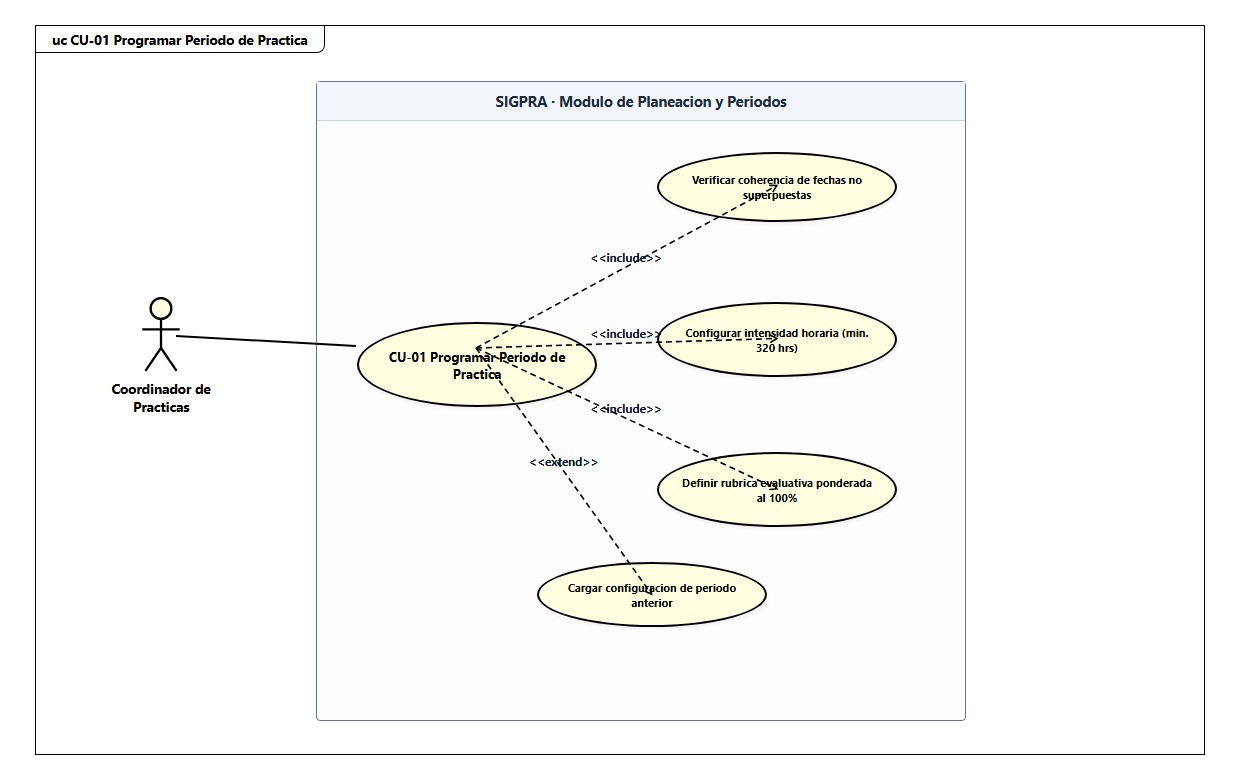 uc CU-01 Programar Periodo de Practica
SIGPRA · Modulo de Planeacion y Periodos
Verificar coherencia de fechas no
superpuestas
<<include>>
<<include>>
Configurar intensidad horaria (min.
320 hrs)
CU-01 Programar Periodo de
Practica
Coordinador de
Practicas
<<include>>
<<extend>>
Definir rubrica evaluativa ponderada
al 100%
Cargar configuracion de periodo
anterior